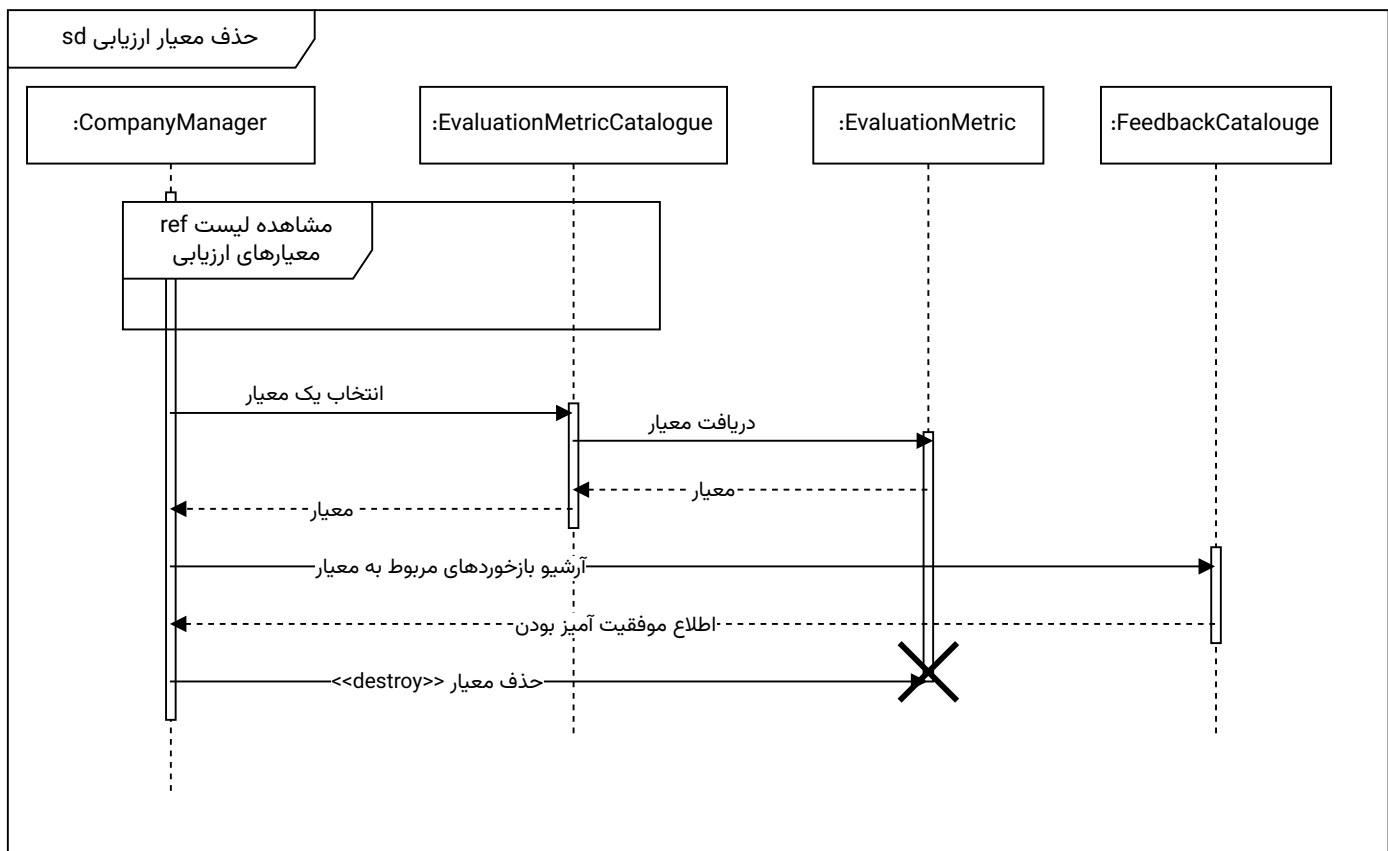 sd حذف معیار ارزیابی
:CompanyManager
:EvaluationMetricCatalogue
:EvaluationMetric
:FeedbackCatalouge
ref مشاهده لیست
معیارهای ارزیابی
انتخاب یک معیار
دریافت معیار
معیار
معیار
آرشیو بازخوردهای مربوط به معیار
اطلاع موفقیت آمیز بودن
<<destroy>> حذف معیار